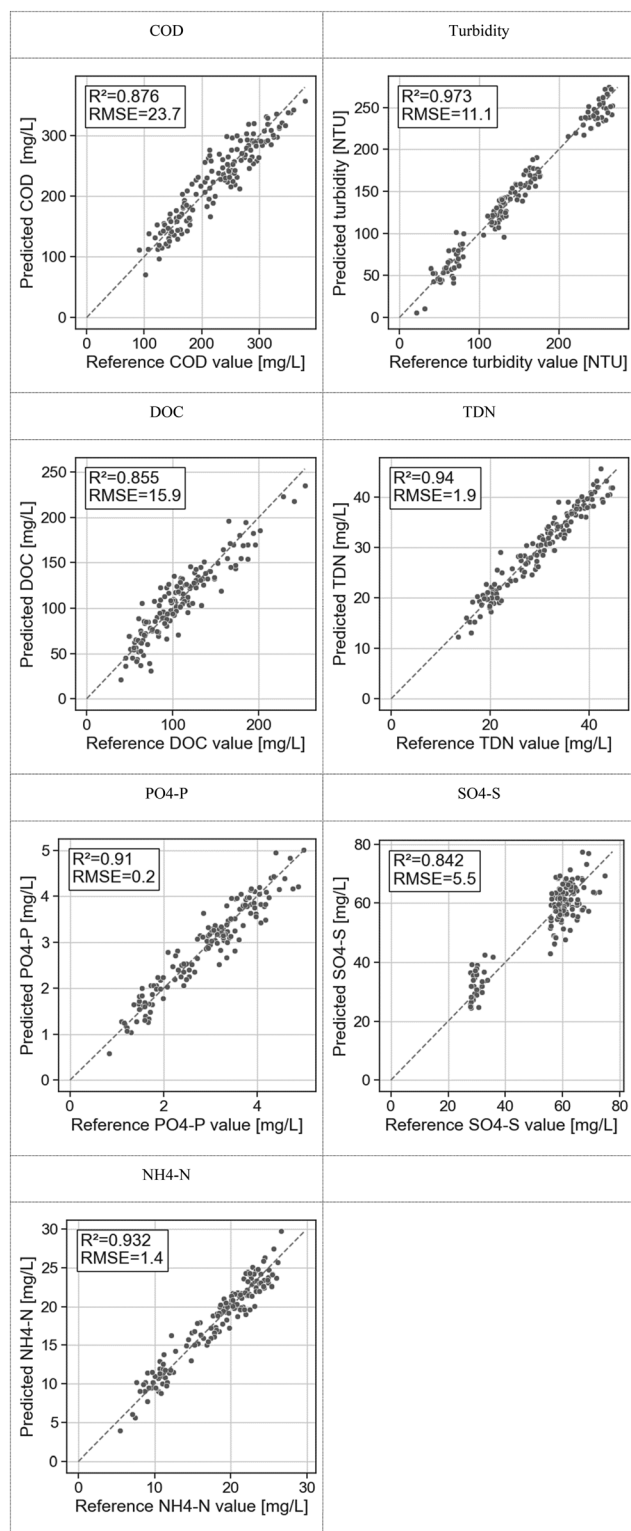 COD
Turbidity
R²=0.876
RMSE=23.7
300
200
100
0
0
100
200
300
Predicted COD [mg/L]
Reference COD value [mg/L]
R²=0.973
RMSE=11.1
250
200
150
100
50
0
0
100
200
Predicted turbidity [NTU]
Reference turbidity value [NTU]
DOC
TDN
R²=0.855
RMSE=15.9
250
200
150
100
50
0
0
100
200
Predicted DOC [mg/L]
Reference DOC value [mg/L]
R²=0.94
RMSE=1.9
40
30
20
10
0
0
20
40
Predicted TDN [mg/L]
Reference TDN value [mg/L]
PO4-P
SO4-S
R²=0.91
RMSE=0.2
5
4
3
2
1
0
0
2
4
Predicted PO4-P [mg/L]
Reference PO4-P value [mg/L]
R²=0.842
RMSE=5.5
80
60
40
20
0
0
20
40
60
80
Predicted SO4-S [mg/L]
Reference SO4-S value [mg/L]
NH4-N
R²=0.932
RMSE=1.4
30
25
20
15
10
5
0
0
10
20
30
Predicted NH4-N [mg/L]
Reference NH4-N value [mg/L]